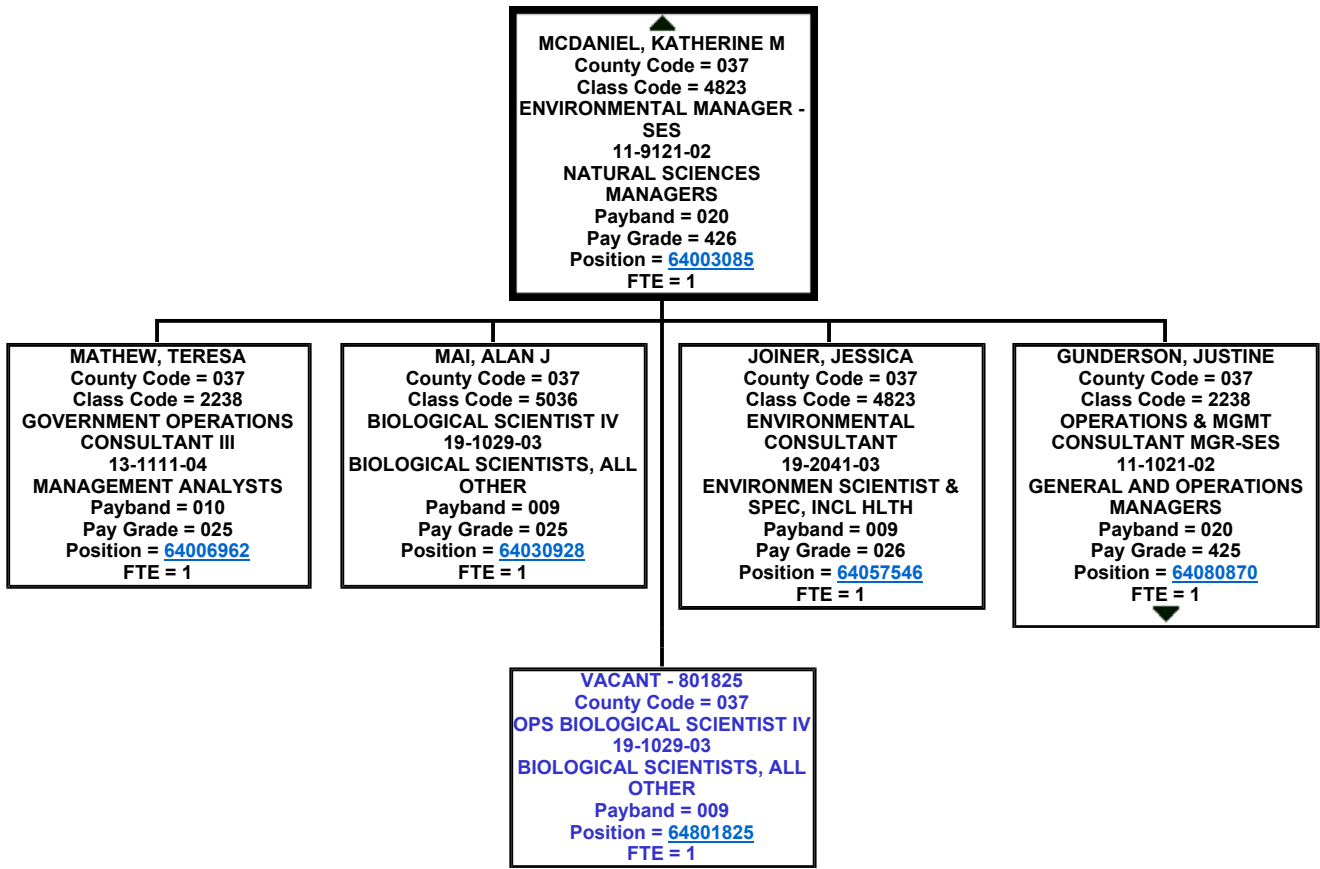 MCDANIEL, KATHERINE M
County Code = 037
Class Code = 4823
ENVIRONMENTAL MANAGER -
SES
11-9121-02
NATURAL SCIENCES
MANAGERS
Payband = 020
Pay Grade = 426
Position = 64003085
FTE = 1
MATHEW, TERESA
County Code = 037
Class Code = 2238
GOVERNMENT OPERATIONS
CONSULTANT III
13-1111-04
MANAGEMENT ANALYSTS
Payband = 010
Pay Grade = 025
Position = 64006962
FTE = 1
MAI, ALAN J
County Code = 037
Class Code = 5036
BIOLOGICAL SCIENTIST IV
19-1029-03
BIOLOGICAL SCIENTISTS, ALL
OTHER
Payband = 009
Pay Grade = 025
Position = 64030928
FTE = 1
JOINER, JESSICA
County Code = 037
Class Code = 4823
ENVIRONMENTAL
CONSULTANT
19-2041-03
ENVIRONMEN SCIENTIST &
SPEC, INCL HLTH
Payband = 009
Pay Grade = 026
Position = 64057546
FTE = 1
GUNDERSON, JUSTINE
County Code = 037
Class Code = 2238
OPERATIONS & MGMT
CONSULTANT MGR-SES
11-1021-02
GENERAL AND OPERATIONS
MANAGERS
Payband = 020
Pay Grade = 425
Position = 64080870
FTE = 1
VACANT - 801825
County Code = 037
OPS BIOLOGICAL SCIENTIST IV
19-1029-03
BIOLOGICAL SCIENTISTS, ALL
OTHER
Payband = 009
Position = 64801825
FTE = 1